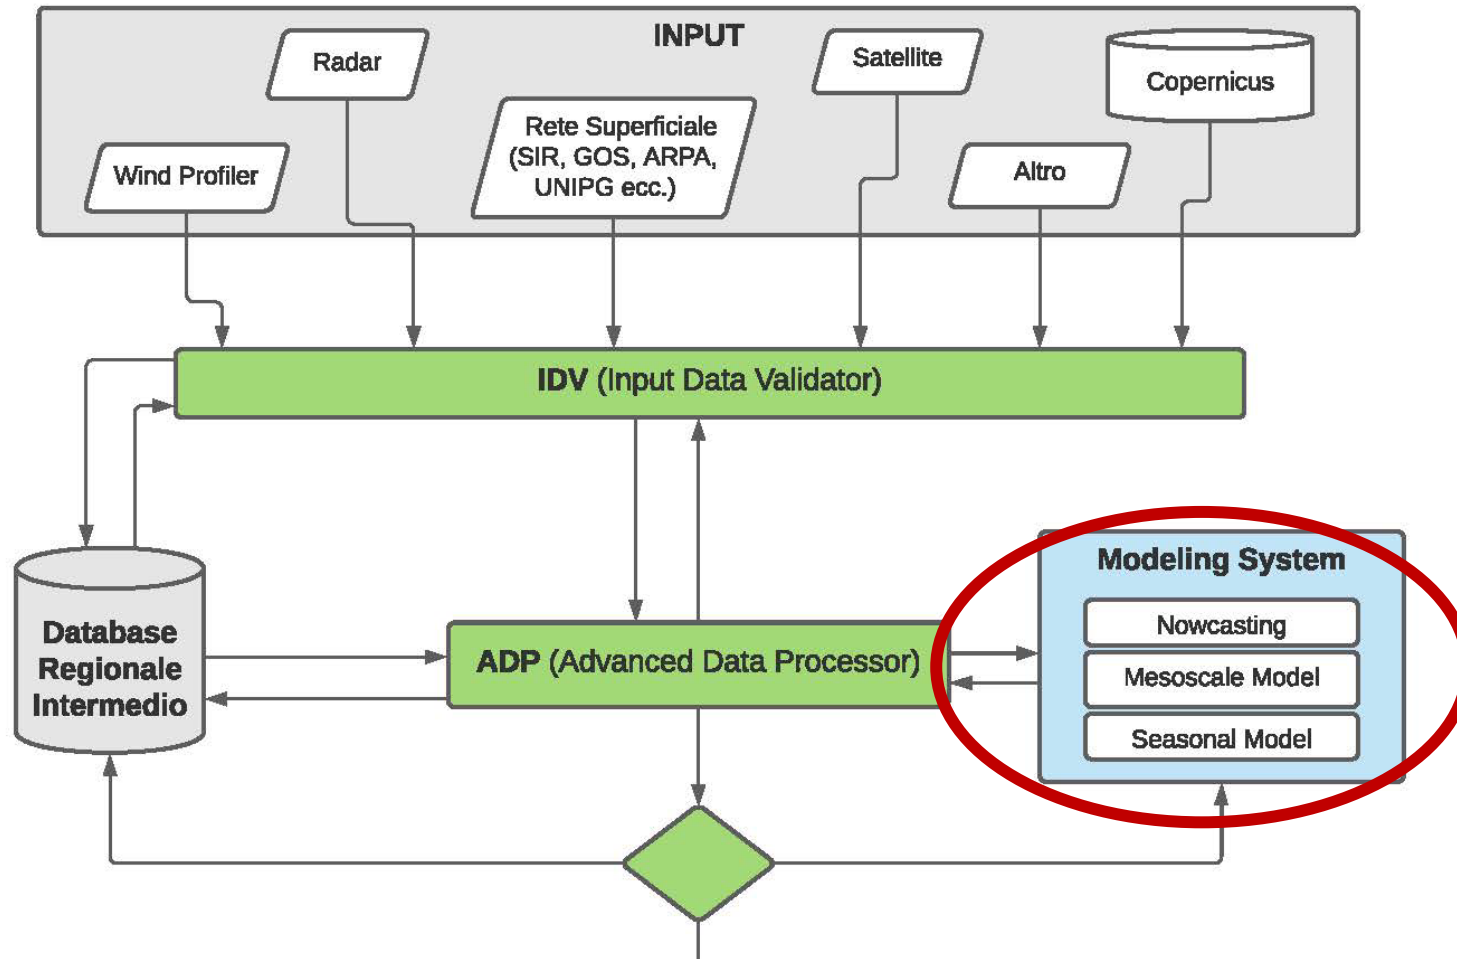 INPUT
Radar
Satellite
Copernicus
Rete Superficiale
(SIR, GOS, ARPA,
UNIPG ecc.)
Wind Profiler
Altro
IDV (Input Data Validator)
Modeling System
Nowcasting
Mesoscale Model
Seasonal Model
Database
Regionale
Intermedio
ADP (Advanced Data Processor)